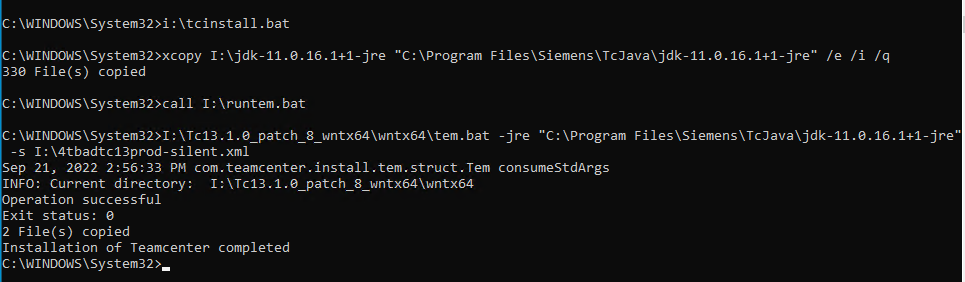 C:\WINDOWS\System32>i:\tcinstall.bat
C:\WINDOWS\System32>xcopy I:\jdk-11.0.16.1+1-jre "C:\Program Files\Siemens\TcJava\jdk-11.0.16.1+1-jre" /e /i /q
330 File(s) copied
C:\WINDOWS\System32>call I:\runtem.bat
C:\WINDOWS\System32>I:\Tc13.1.0_patch_8_wntx64\wntx64\tem.bat -jre "C:\Program Files\Siemens\TcJava\jdk-11.0.16.1+1-jre"
-s I:\4tbadtc13prod-silent.xml
Sep 21, 2022 2:56:33 PM com.teamcenter.install.tem.struct.Tem consumeStdArgs
INFO: Current directory:  I:\Tc13.1.0_patch_8_wntx64\wntx64
Operation successful
Exit status: 0
2 File(s) copied
Installation of Teamcenter completed
C:\WINDOWS\System32>